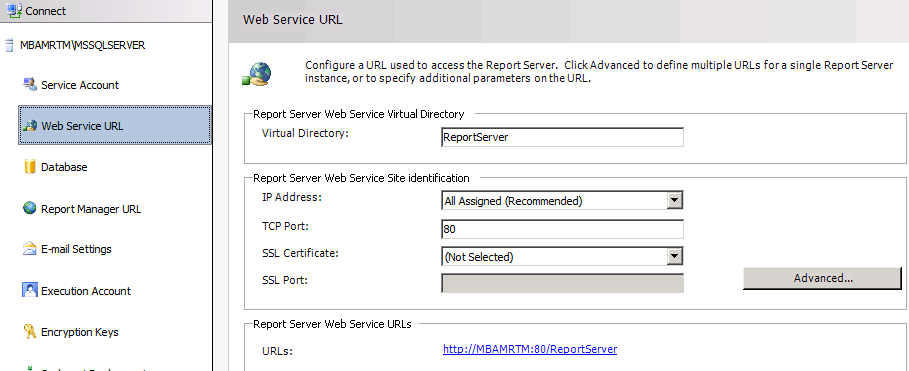 Connect
MBAMRTM\MSSQLSERVER
Service Account
Web Service URL
Database
Report Manager URL
E-mail Settings
Execution Account
Encryption Keys
Web Service URL
Configure a URL used to access the Report Server. Click Advanced to define multiple URLs for a single Report Server
instance, or to specify additional parameters on the URL.
Report Server Web Service Virtual Directory
Virtual Directory:
ReportServer
Report Server Web Service Site identification
IP Address:
All Assigned (Recommended)
TCP Port:
80
SSL Certificate:
(Not Selected)
SSL Port:
Advanced...
Report Server Web Service URLs
URLs:
http://MBAMRTM:80/ReportServer